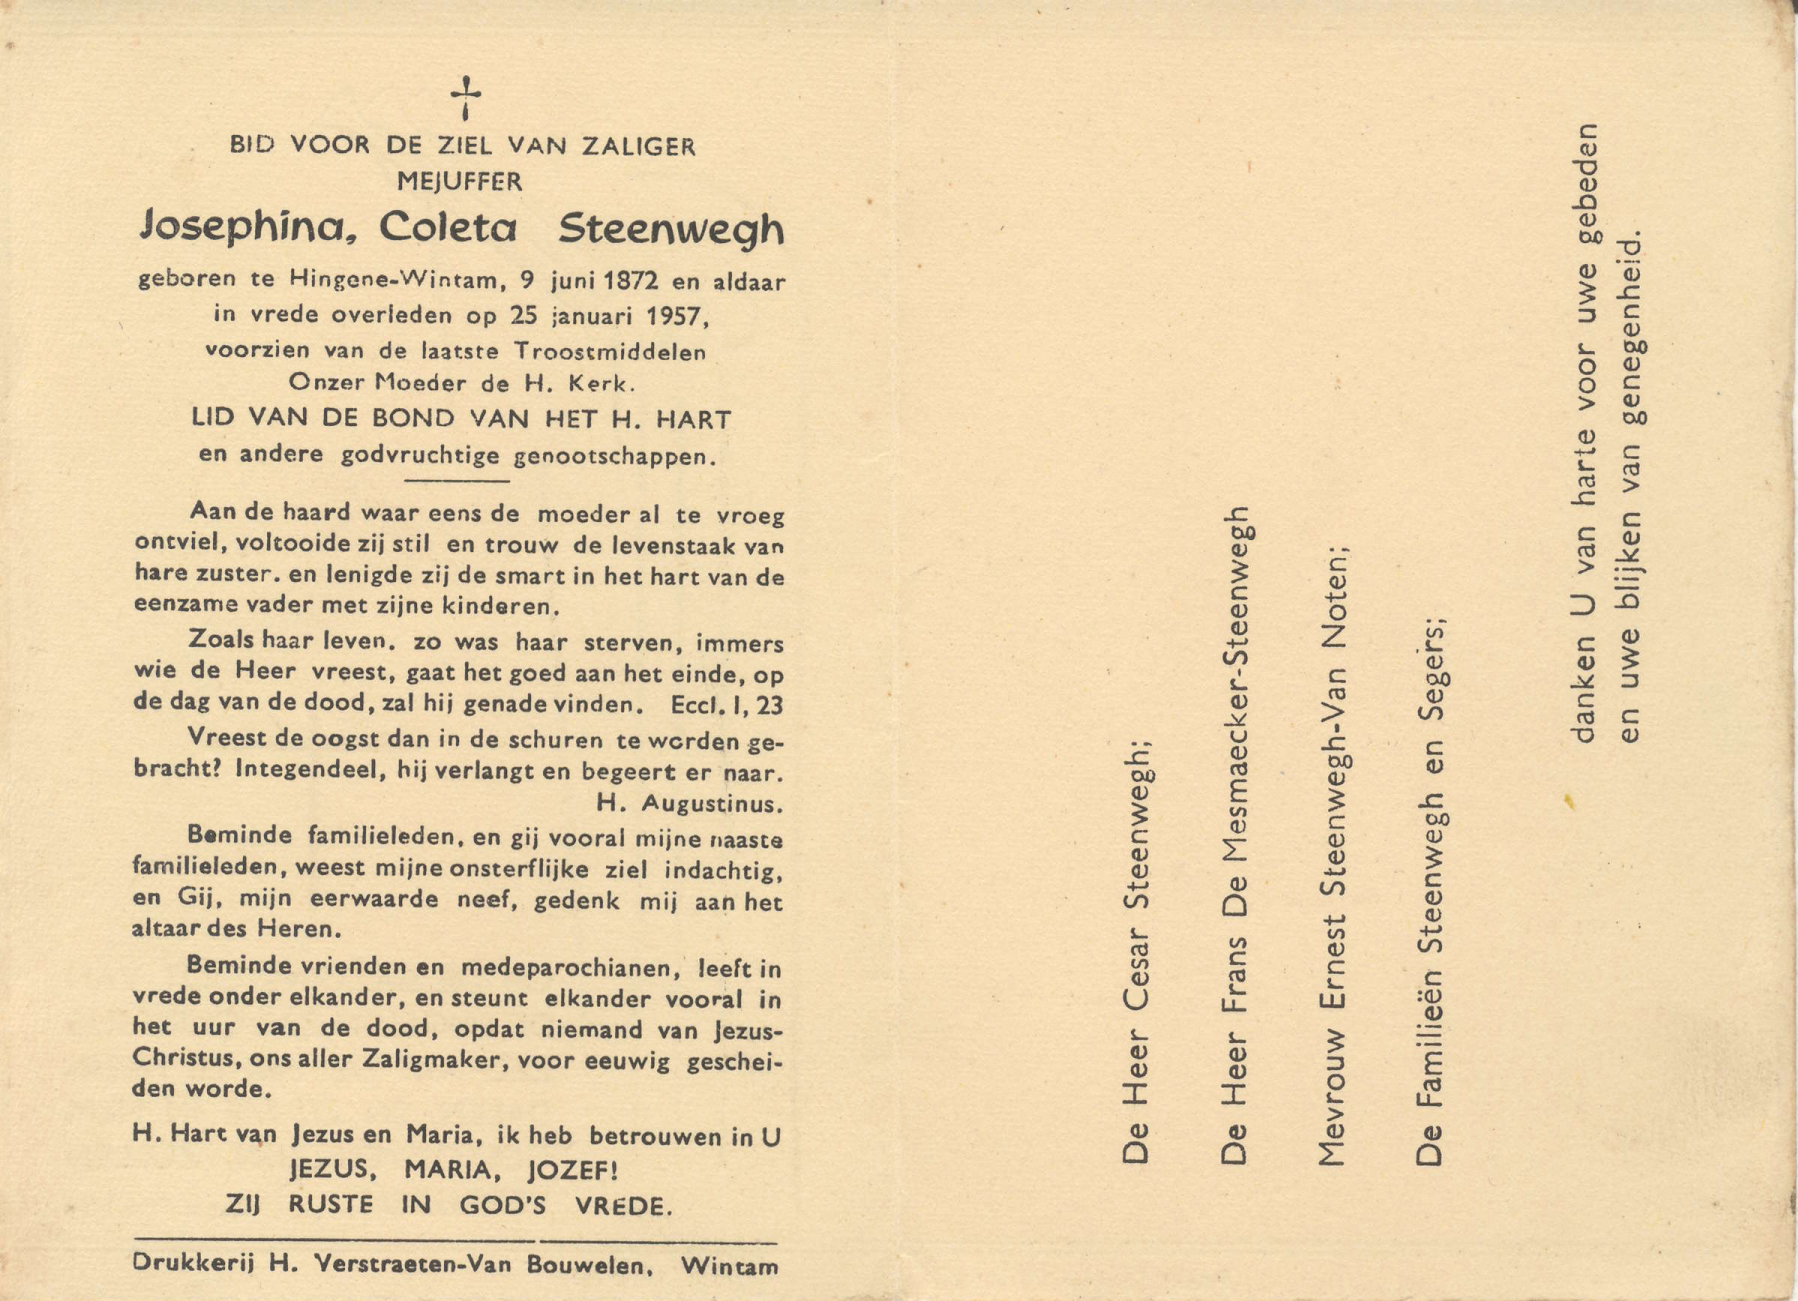 BID VOOR DE ZIEL VAN ZALIGER
MEJUFFER
Josephina, Coleta Steenwegh
geboren te Hingene-Wintam, 9 juni 1872 en aldaar
in vrede overleden op 25 januari 1957,
voorzien van de laatste Troostmiddelen
Onzer Moeder de H. Kerk.
LID VAN DE BOND VAN HET H. HART
en andere godvruchtige genootschappen.
Aan de haard waar eens de moeder al te vroeg
ontviel, voltooide zij stil en trouw de levenstaak van
hare zuster. en lenigde zij de smart in het hart van de
eenzame vader met zijne kinderen.
Zoals haar leven. zo was haar sterven, immers
wie de Heer vreest, gaat het goed aan het einde, op
de dag van de dood, zal hij genade vinden. Eccl. I, 23
Vreest de oogst dan in de schuren te worden ge-
bracht? Integendeel, hij verlangt en begeert er naar.
H. Augustinus.
Beminde familieleden, en gij vooral mijne naaste
familieleden, weest mijne onsterflijke ziel indachtig,
en Gij, mijn eerwaarde neef, gedenk mij aan het
altaar des Heren.
Beminde vrienden en medeparochianen, leeft in
vrede onder elkander, en steunt elkander vooral in
het uur van de dood, opdat niemand van Jezus-
Christus, ons aller Zaligmaker, voor eeuwig geschei-
den worde.
H. Hart van Jezus en Maria, ik heb betrouwen in U
JEZUS, MARIA, JOZEF!
ZIJ RUSTE IN GOD'S VREDE.
Drukkerij H. Verstraeten-Van Bouwelen, Wintam
De Heer Cesar Steenwegh;
De Heer Frans De Mesmaecker-Steenwegh
Mevrouw Ernest Steenwegh-Van Noten;
De Familieën Steenwegh en Segers;
danken U van harte voor uwe gebeden
en uwe blijken van genegenheid.